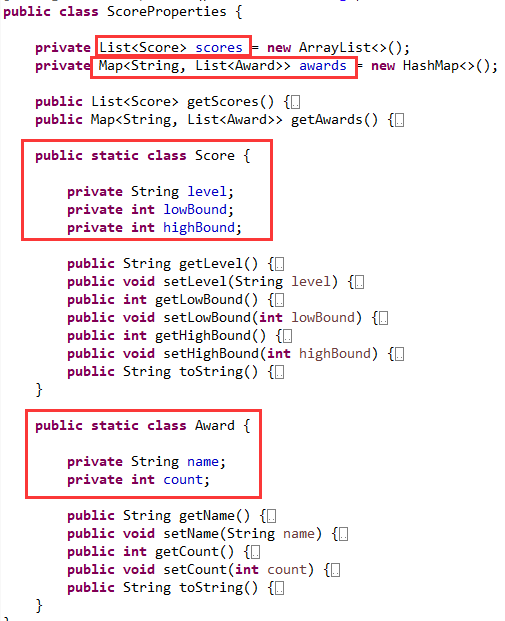 public class ScoreProperties {
private List<Score> scores = new ArrayList<>();
private Map<String, List<Award>> awards = new HashMap<>();
public List<Score> getScores() {
public Map<String, List<Award>> getAwards() {
public static class Score {
private String level;
private int lowBound;
private int highBound;
public String getLevel() {
public void setLevel(String level) {
public int getLowBound() {
public void setLowBound(int lowBound) {
public int getHighBound() {
public void setHighBound(int highBound) {
public String toString() {
}
public static class Award {
private String name;
private int count;
public String getName() {
public void setName(String name) {
public int getCount() {
public void setCount(int count) {
public String toString() {
}